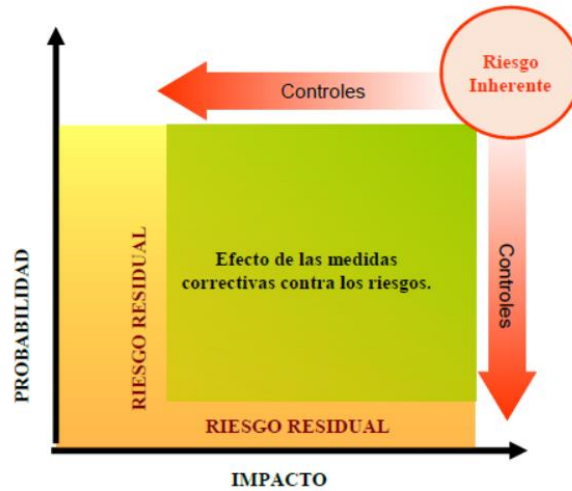 Riesgo
Inherente
Controles
Controles
PROBABILIDAD
RIESGO RESIDUAL
Efecto de las medidas
correctivas contra los riesgos.
RIESGO RESIDUAL
IMPACTO